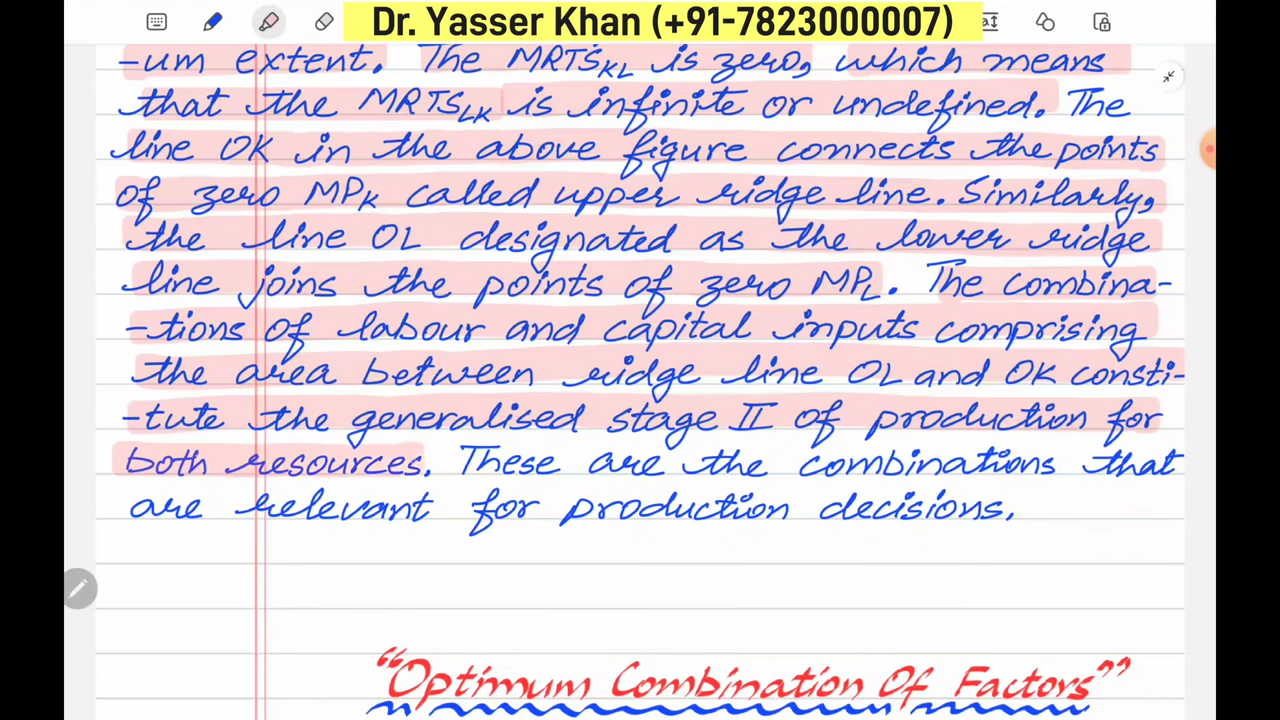 Dr. Yasser Khan (+91-7823000007)
-um extent. The MRTS_KL is zero, which means
that the MRTS_LK is infinite or undefined. The
line OK in the above figure connects the points
of zero MP_K called upper ridge line. Similarly,
the line OL designated as the lower ridge
line joins the points of zero MP_L. The combina-
-tions of labour and capital inputs comprising
the area between ridge line OL and OK consti-
-tute the generalised stage II of production for
both resources. These are the combinations that
are relevant for production decisions.
"Optimum Combination Of Factors"